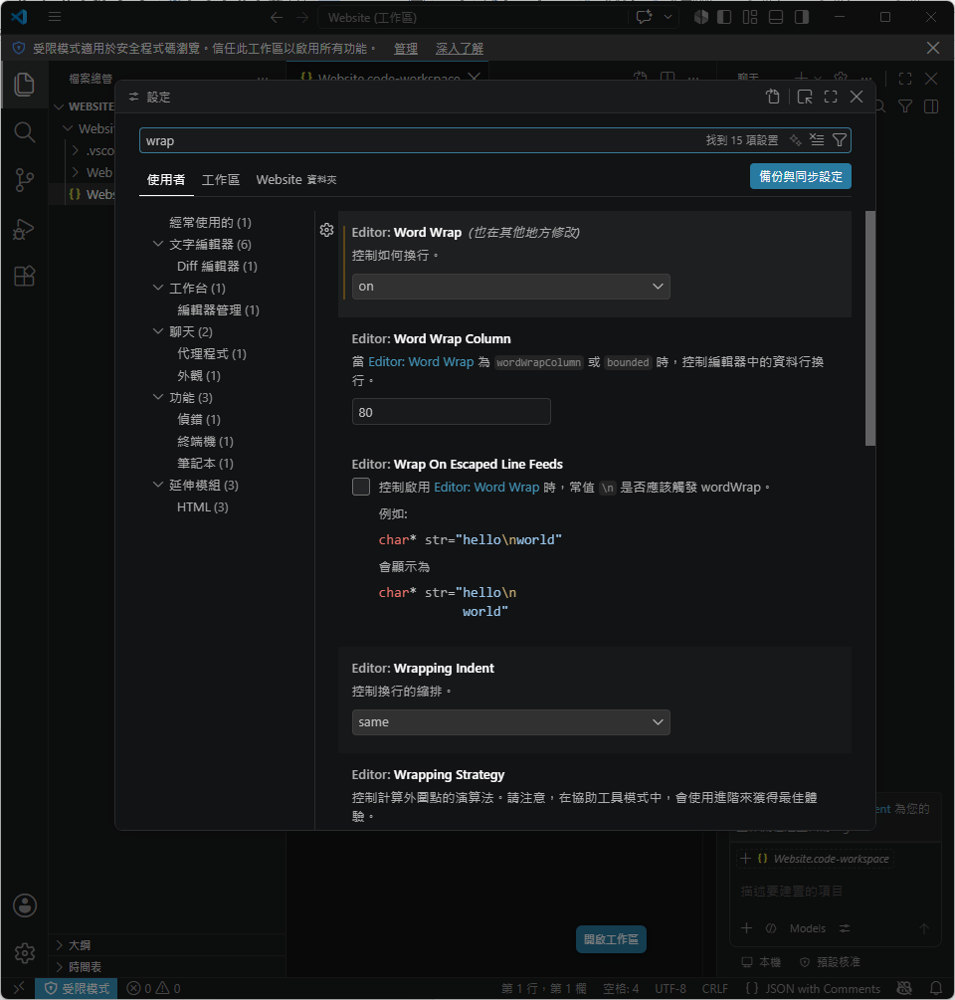 Website (工作區)
受限模式適用於安全程式碼瀏覽。信任此工作區以啟用所有功能。 管理 深入了解
檔案總管 ... {} Website.code-workspace 聊天
設定
WEBSITE
Websi
.vsco
Web
{} Webs
wrap 找到 15 項設置
使用者 工作區 Website 資料夾 備份與同步設定
經常使用的 (1)
文字編輯器 (6)
Diff 編輯器 (1)
工作台 (1)
編輯器管理 (1)
聊天 (2)
代理程式 (1)
外觀 (1)
功能 (3)
偵錯 (1)
終端機 (1)
筆記本 (1)
延伸模組 (3)
HTML (3)
Editor: Word Wrap (也在其他地方修改)
控制如何換行。
on
Editor: Word Wrap Column
當 Editor: Word Wrap 為 wordWrapColumn 或 bounded 時，控制編輯器中的資料行換
行。
80
Editor: Wrap On Escaped Line Feeds
控制啟用 Editor: Word Wrap 時，常值 \n 是否應該觸發 wordWrap。
例如:
char* str="hello\nworld"
會顯示為
char* str="hello\n
world"
Editor: Wrapping Indent
控制換行的縮排。
same
Editor: Wrapping Strategy
控制計算外圍點的演算法。請注意，在協助工具模式中，會使用進階來獲得最佳體
驗。
ent 為您的
{} Website.code-workspace
描述要建置的項目
Models
開啟工作區
本機 預設核准
大綱
時間表
受限模式 0 0 第 1 行，第 1 欄 空格: 4 UTF-8 CRLF {} JSON with Comments